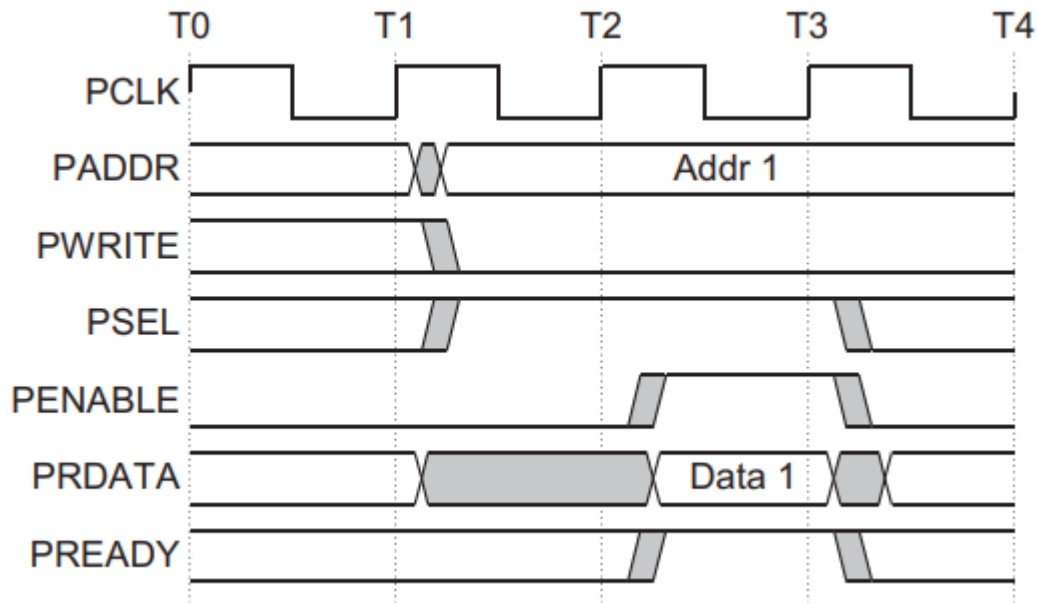 T0 T1 T2 T3 T4
PCLK
PADDR Addr 1
PWRITE
PSEL
PENABLE
PRDATA Data 1
PREADY